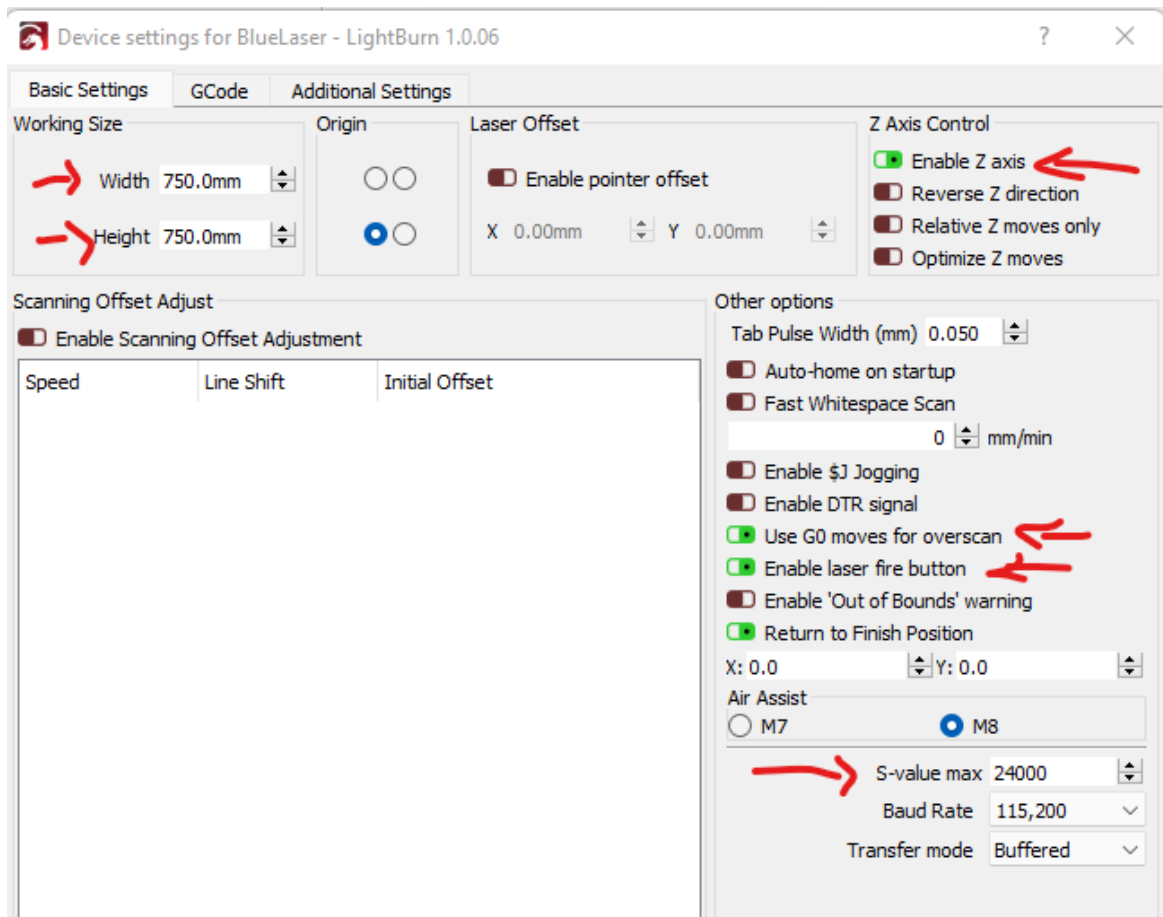 Device settings for BlueLaser - LightBurn 1.0.06 ?
Basic Settings GCode Additional Settings
Working Size
Width 750.0mm
Height 750.0mm
Origin
Laser Offset
Enable pointer offset
X 0.00mm Y 0.00mm
Z Axis Control
Enable Z axis
Reverse Z direction
Relative Z moves only
Optimize Z moves
Scanning Offset Adjust
Enable Scanning Offset Adjustment
Speed Line Shift Initial Offset
Other options
Tab Pulse Width (mm) 0.050
Auto-home on startup
Fast Whitespace Scan
0 mm/min
Enable $J Jogging
Enable DTR signal
Use G0 moves for overscan
Enable laser fire button
Enable 'Out of Bounds' warning
Return to Finish Position
X: 0.0 Y: 0.0
Air Assist
M7 M8
S-value max 24000
Baud Rate 115,200
Transfer mode Buffered